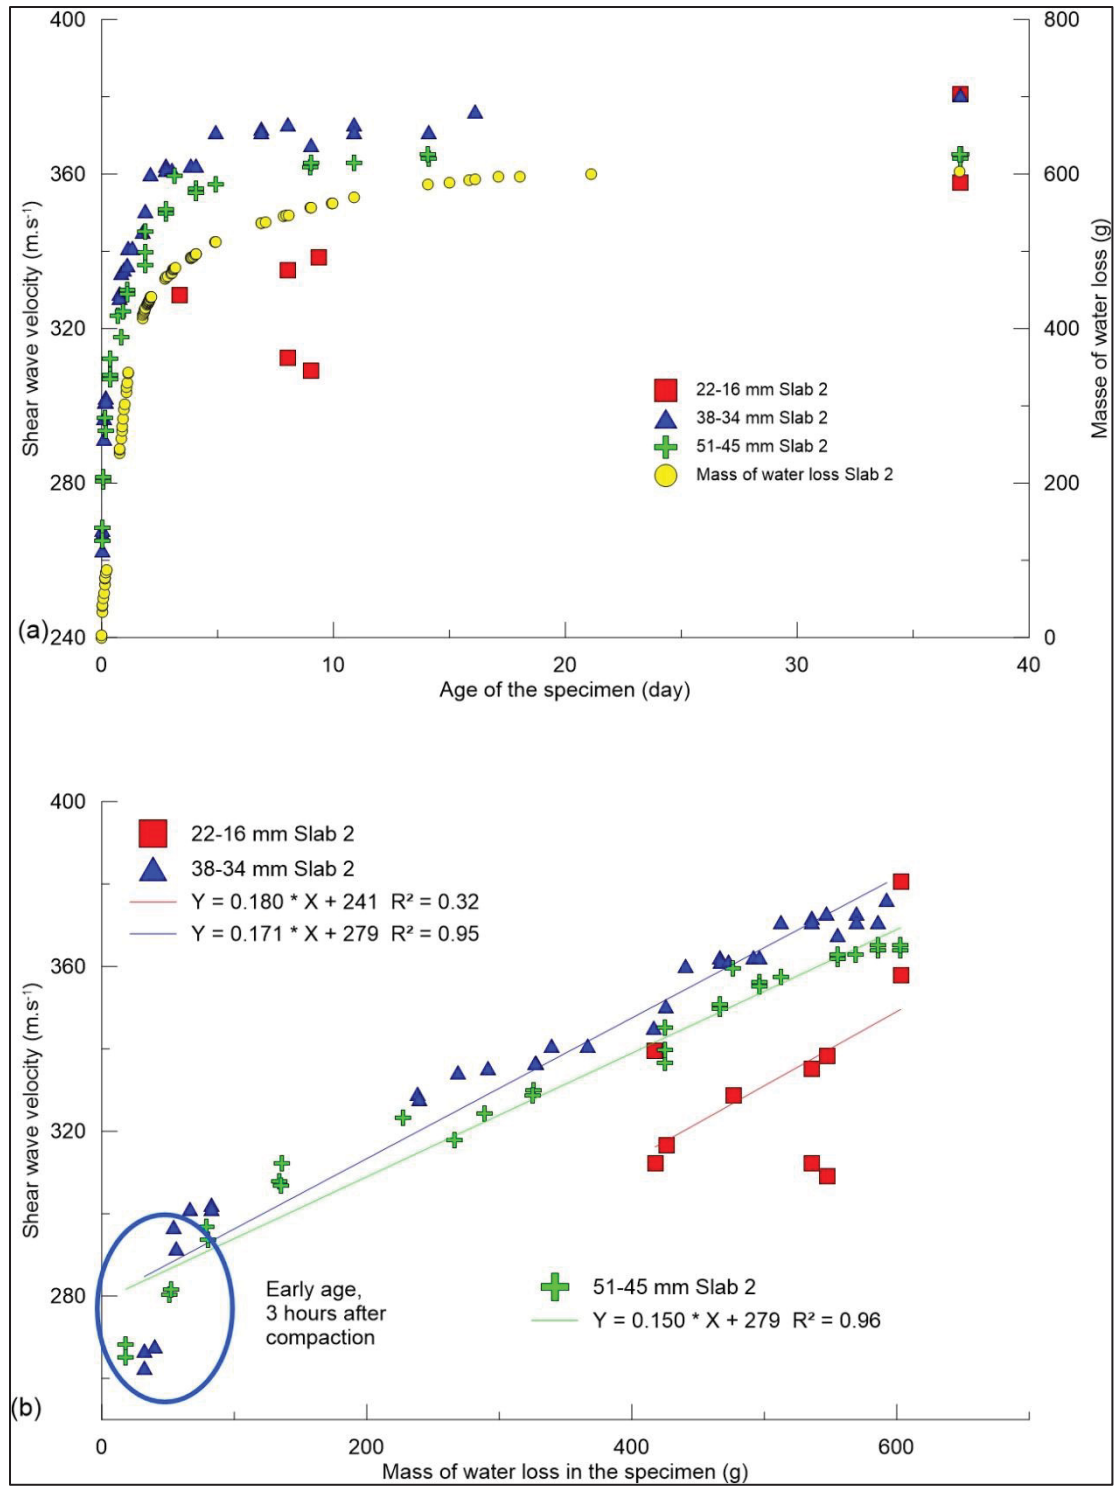 400
800
360
600
320
400
280
200
240
0
Shear wave velocity (m.s⁻¹)
Masse of water loss (g)
22-16 mm Slab 2
38-34 mm Slab 2
51-45 mm Slab 2
Mass of water loss Slab 2
(a)
0
10
20
30
40
Age of the specimen (day)
400
360
320
280
Shear wave velocity (m.s⁻¹)
22-16 mm Slab 2
38-34 mm Slab 2
Y = 0.180 * X + 241 R² = 0.32
Y = 0.171 * X + 279 R² = 0.95
Early age,
3 hours after
compaction
51-45 mm Slab 2
Y = 0.150 * X + 279 R² = 0.96
(b)
0
200
400
600
Mass of water loss in the specimen (g)